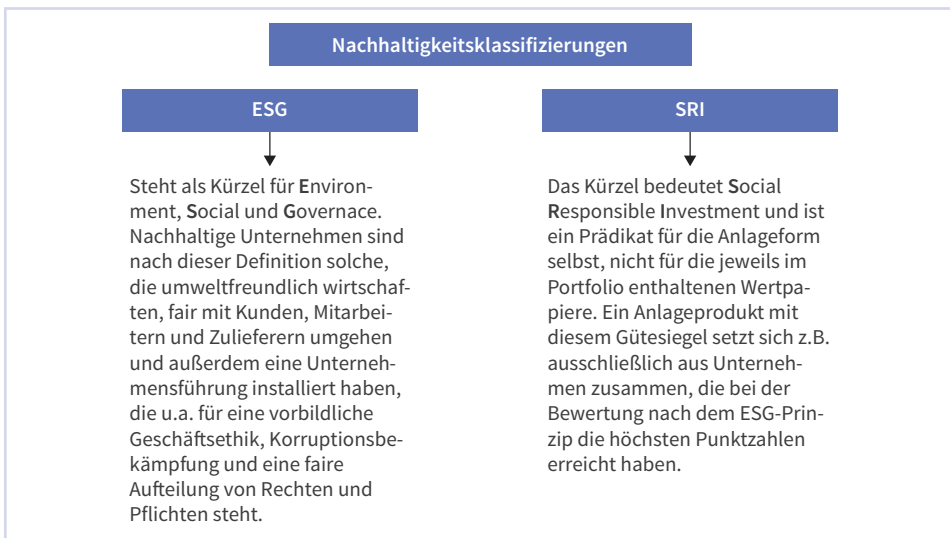 Nachhaltigkeitsklassifizierungen
ESG
Steht als Kürzel für Environ-
ment, Social und Governace.
Nachhaltige Unternehmen sind
nach dieser Definition solche,
die umweltfreundlich wirtschaf-
ten, fair mit Kunden, Mitarbei-
tern und Zulieferern umgehen
und außerdem eine Unterneh-
mensführung installiert haben,
die u.a. für eine vorbildliche
Geschäftsethik, Korruptionsbe-
kämpfung und eine faire
Aufteilung von Rechten und
Pflichten steht.
SRI
Das Kürzel bedeutet Social
Responsible Investment und ist
ein Prädikat für die Anlageform
selbst, nicht für die jeweils im
Portfolio enthaltenen Wertpa-
piere. Ein Anlageprodukt mit
diesem Gütesiegel setzt sich z.B.
ausschließlich aus Unterneh-
men zusammen, die bei der
Bewertung nach dem ESG-Prin-
zip die höchsten Punktzahlen
erreicht haben.